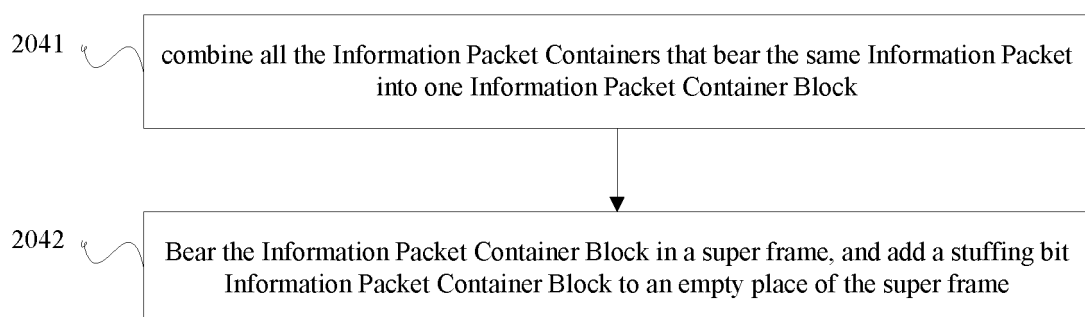 2041
combine all the Information Packet Containers that bear the same Information Packet
into one Information Packet Container Block
2042
Bear the Information Packet Container Block in a super frame, and add a stuffing bit
Information Packet Container Block to an empty place of the super frame